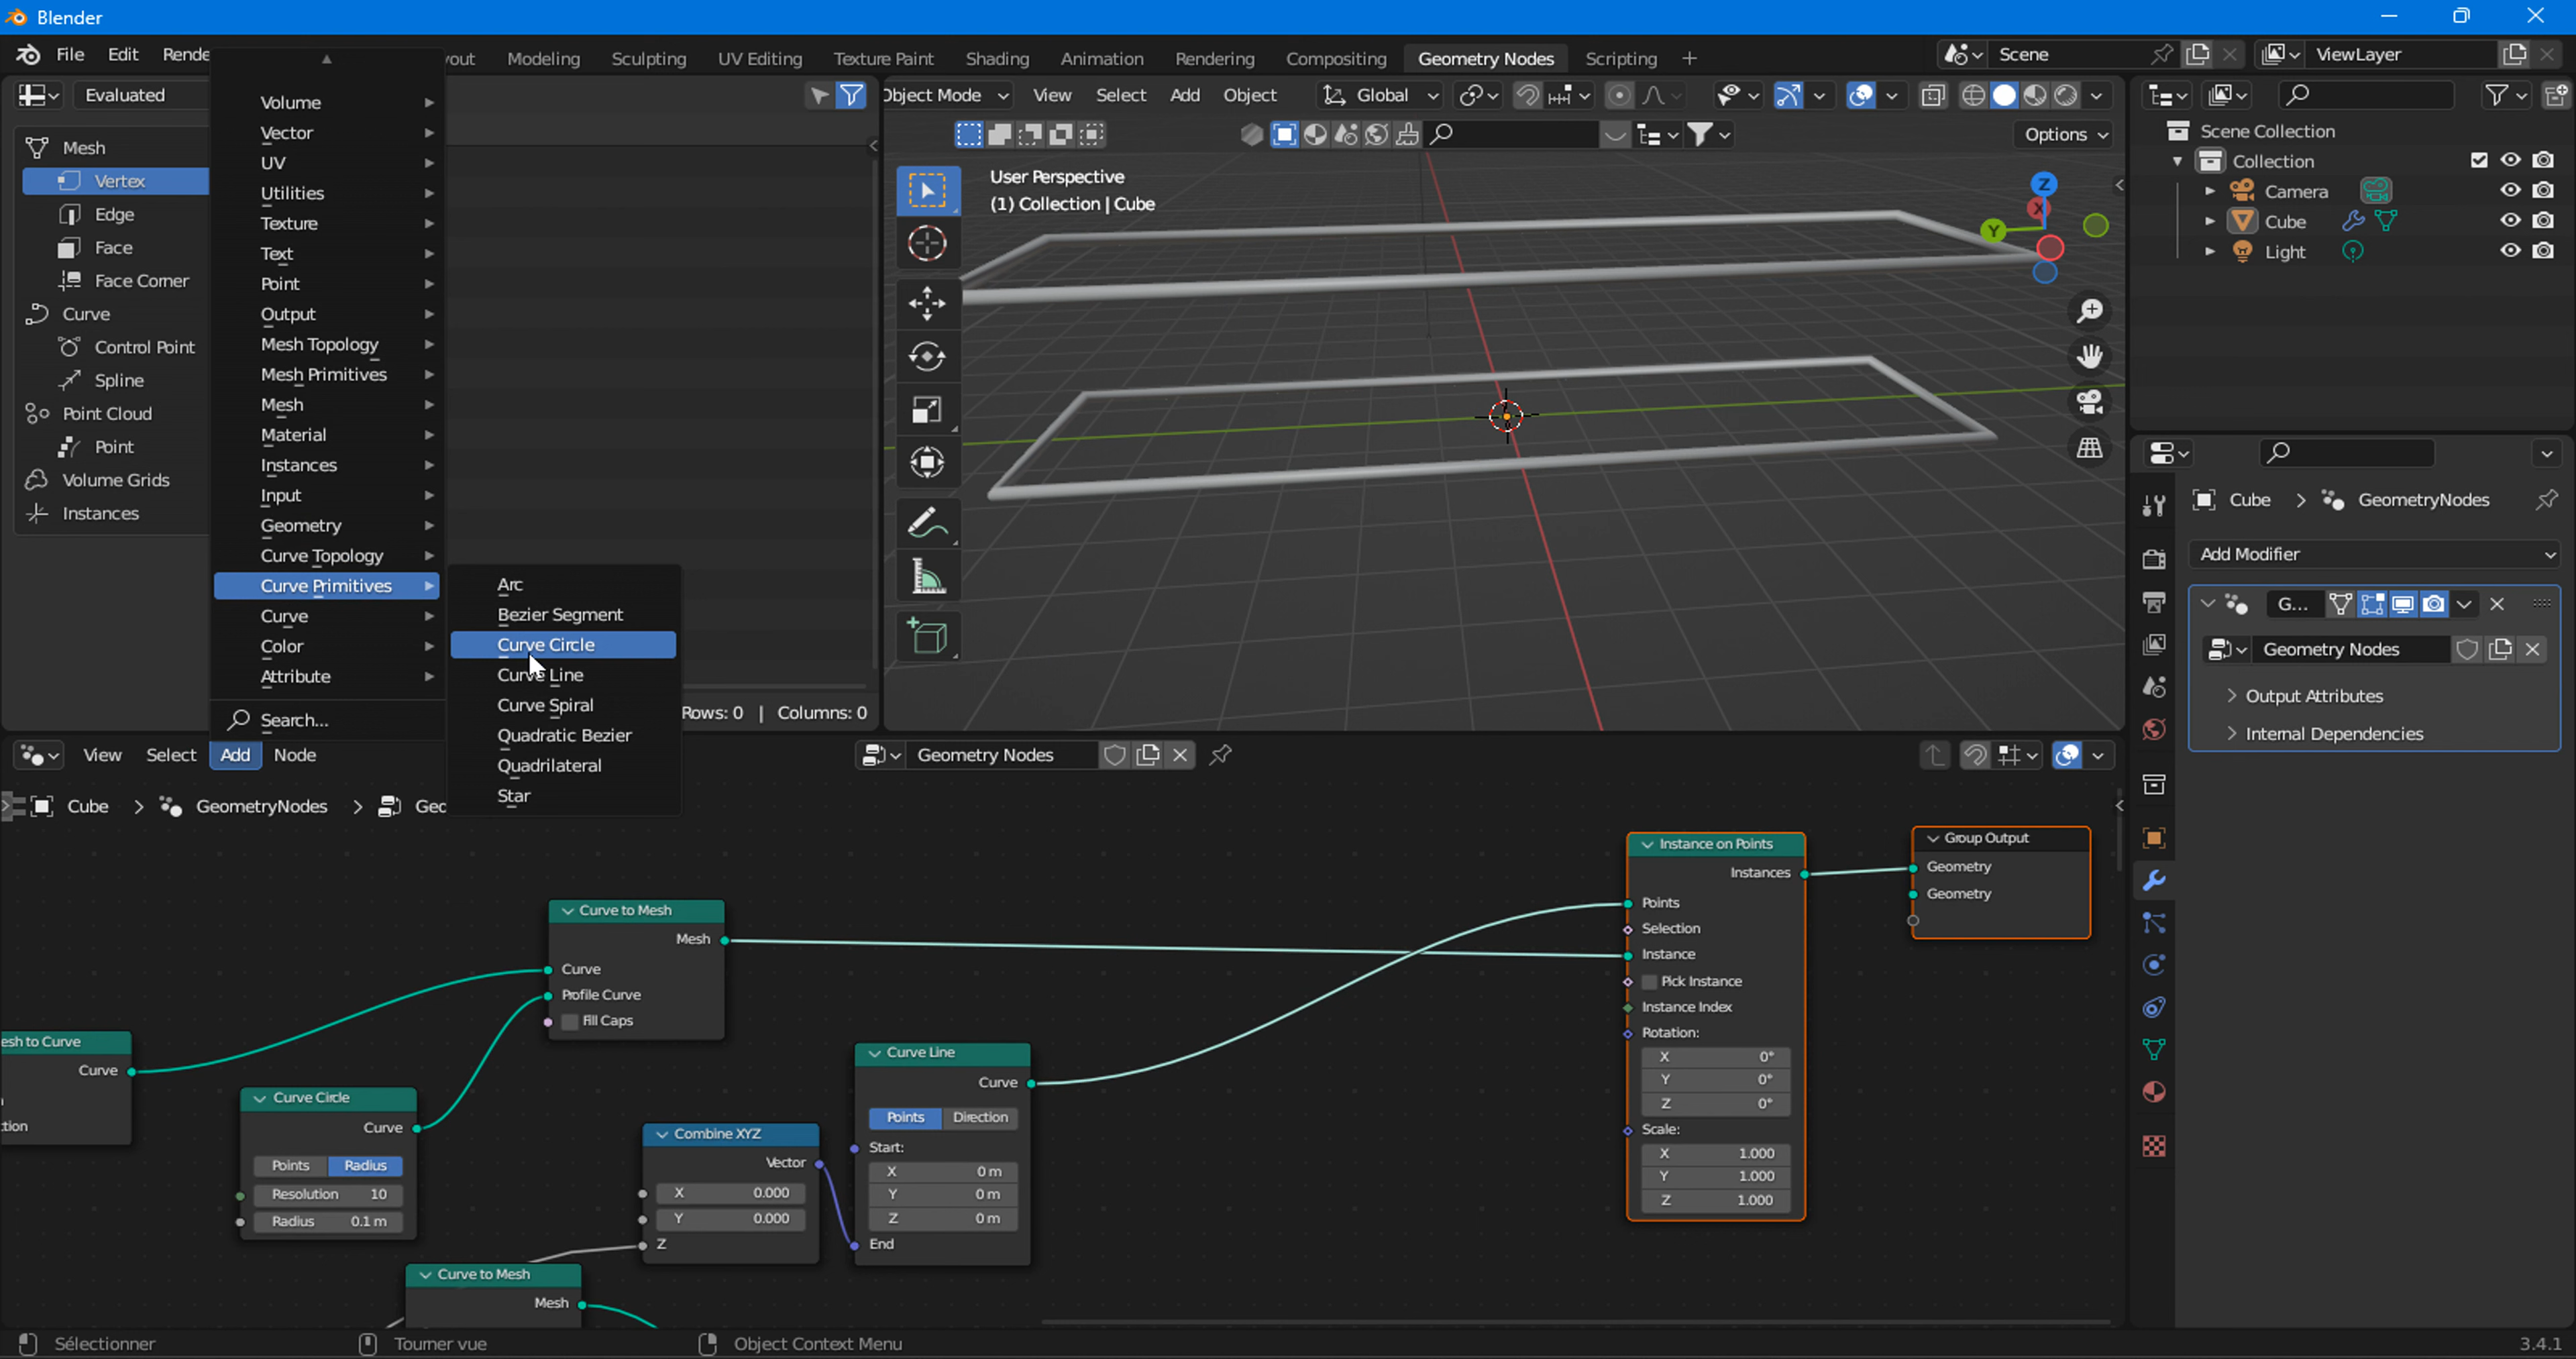 Blender
File Edit Rende
yout Modeling Sculpting UV Editing Texture Paint Shading Animation Rendering Compositing Geometry Nodes Scripting +
Scene
ViewLayer
Evaluated
Mesh
Vertex
Edge
Face
Face Corner
Curve
Control Point
Spline
Point Cloud
Point
Volume Grids
Instances
Volume
Vector
UV
Utilities
Texture
Text
Point
Output
Mesh Topology
Mesh Primitives
Mesh
Material
Instances
Input
Geometry
Curve Topology
Curve Primitives
Curve
Color
Attribute
Search...
Arc
Bezier Segment
Curve Circle
Curve Line
Curve Spiral
Quadratic Bezier
Quadrilateral
Star
Rows: 0 | Columns: 0
Object Mode View Select Add Object Global
Options
User Perspective
(1) Collection | Cube
Z
X
Y
Scene Collection
Collection
Camera
Cube
Light
Cube > GeometryNodes
Add Modifier
G...
Geometry Nodes
> Output Attributes
> Internal Dependencies
View Select Add Node
Geometry Nodes
Cube > GeometryNodes > Geo
esh to Curve
Curve
tion
Curve Circle
Curve
Points Radius
Resolution 10
Radius 0.1 m
Curve to Mesh
Mesh
Curve
Profile Curve
Fill Caps
Combine XYZ
Vector
X 0.000
Y 0.000
Z
Curve to Mesh
Mesh
Curve Line
Curve
Points Direction
Start:
X 0 m
Y 0 m
Z 0 m
End
Instance on Points
Instances
Points
Selection
Instance
Pick Instance
Instance Index
Rotation:
X 0°
Y 0°
Z 0°
Scale:
X 1.000
Y 1.000
Z 1.000
Group Output
Geometry
Geometry
Sélectionner
Tourner vue
Object Context Menu
3.4.1